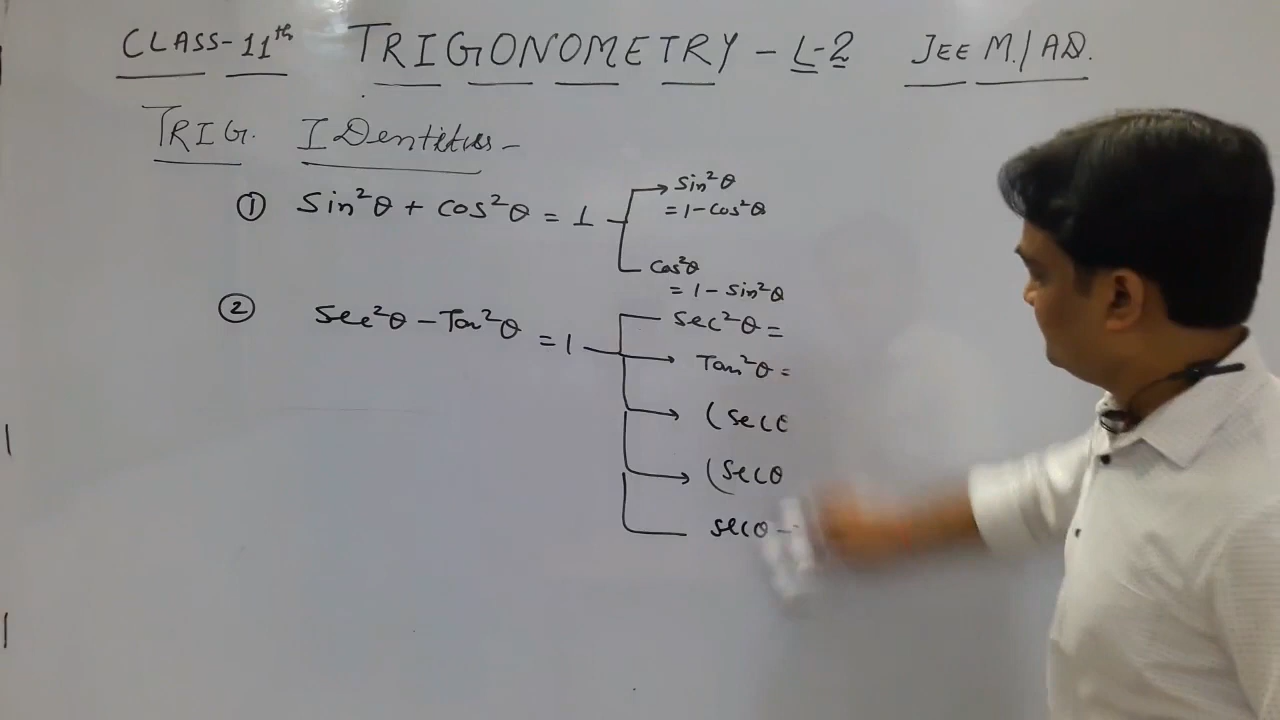 CLASS-11th TRIGONOMETRY - L-2 JEE M./AD.
TRIG. IDentities -
① Sin²θ + cos²θ = 1
Sin²θ
= 1 - cos²θ
cos²θ
= 1 - sin²θ
② Sec²θ - Tan²θ = 1
Sec²θ =
Tan²θ =
(sec
(secθ
secθ -